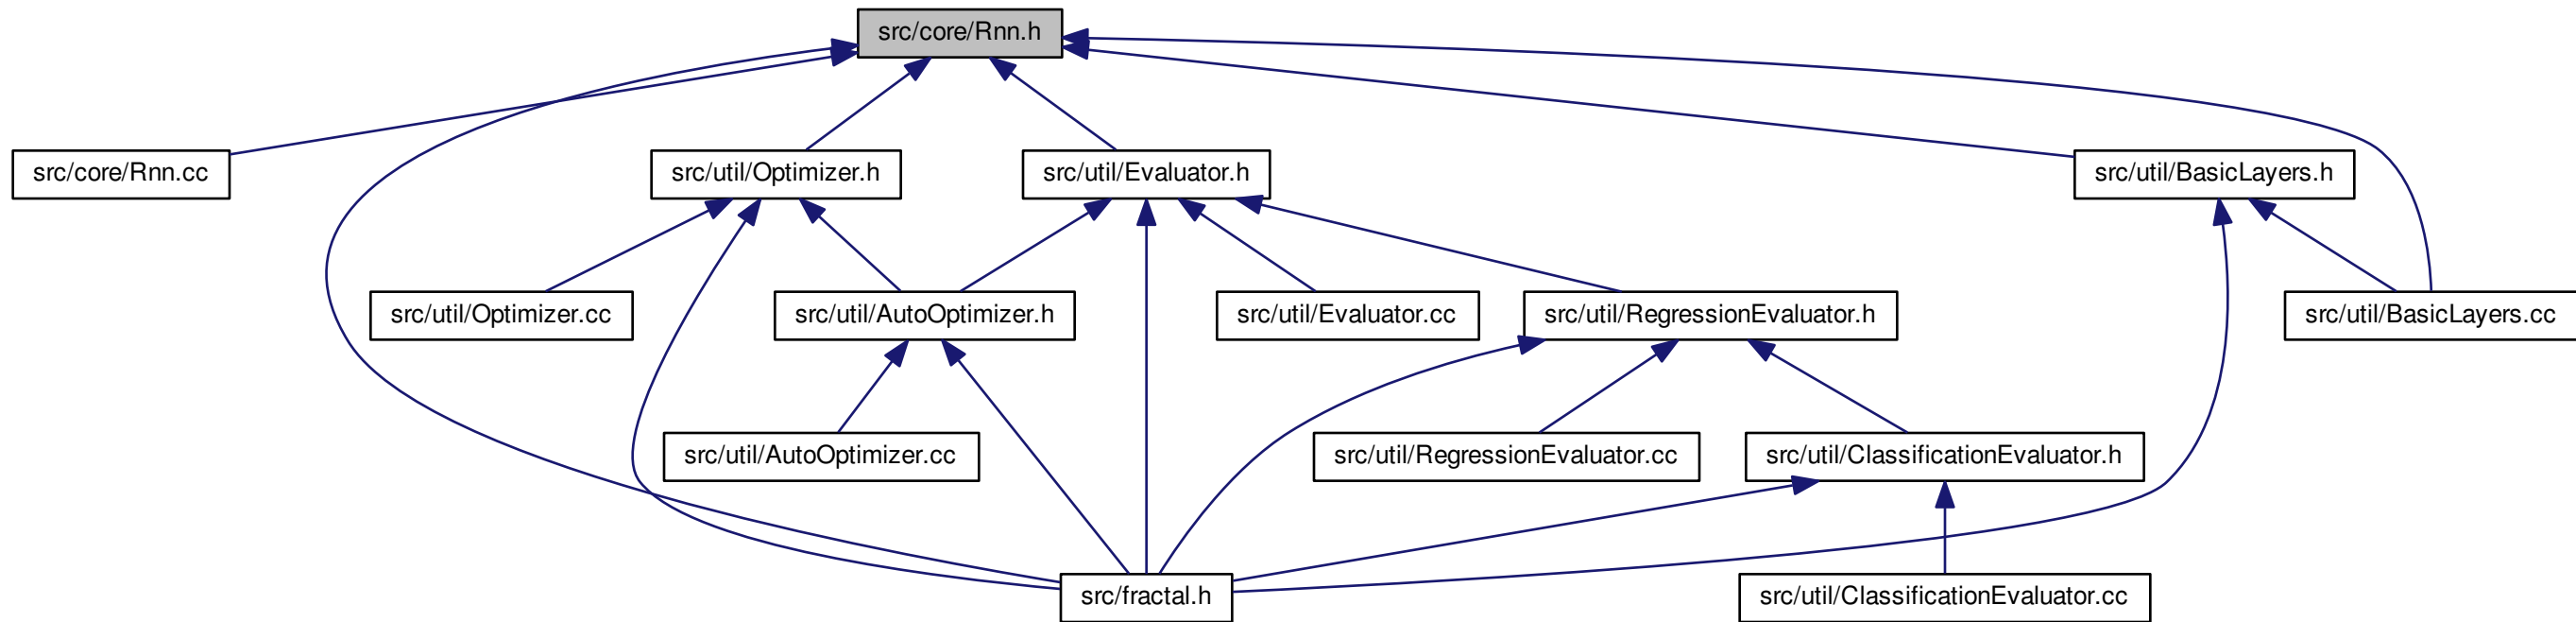 src/core/Rnn.h
src/core/Rnn.cc
src/util/Optimizer.h
src/util/Evaluator.h
src/util/BasicLayers.h
src/util/Optimizer.cc
src/util/AutoOptimizer.h
src/util/Evaluator.cc
src/util/RegressionEvaluator.h
src/util/BasicLayers.cc
src/util/AutoOptimizer.cc
src/util/RegressionEvaluator.cc
src/util/ClassificationEvaluator.h
src/fractal.h
src/util/ClassificationEvaluator.cc